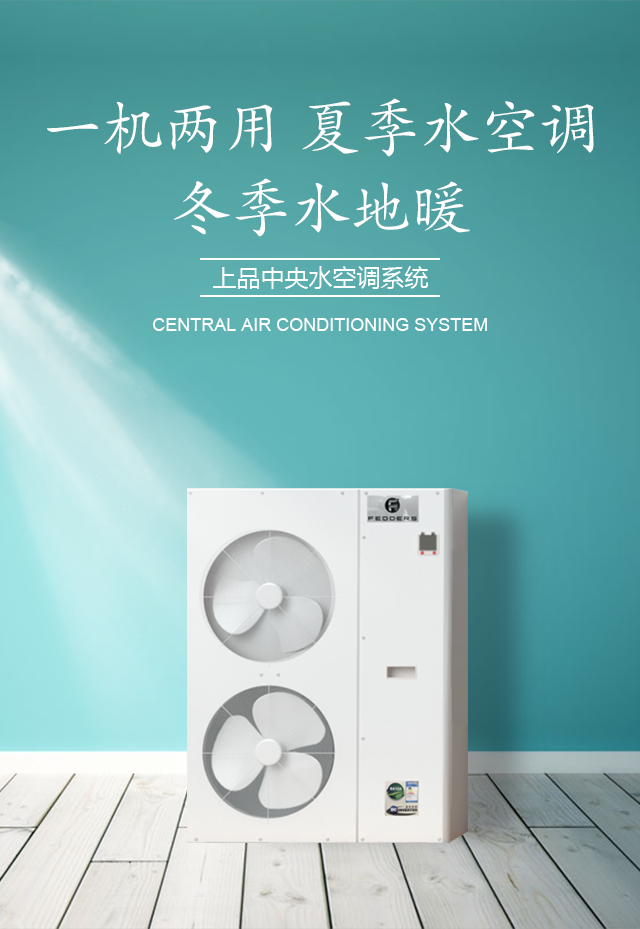 一机两用 夏季水空调
冬季水地暖
上品中央水空调系统
CENTRAL AIR CONDITIONING SYSTEM
FEDDERS